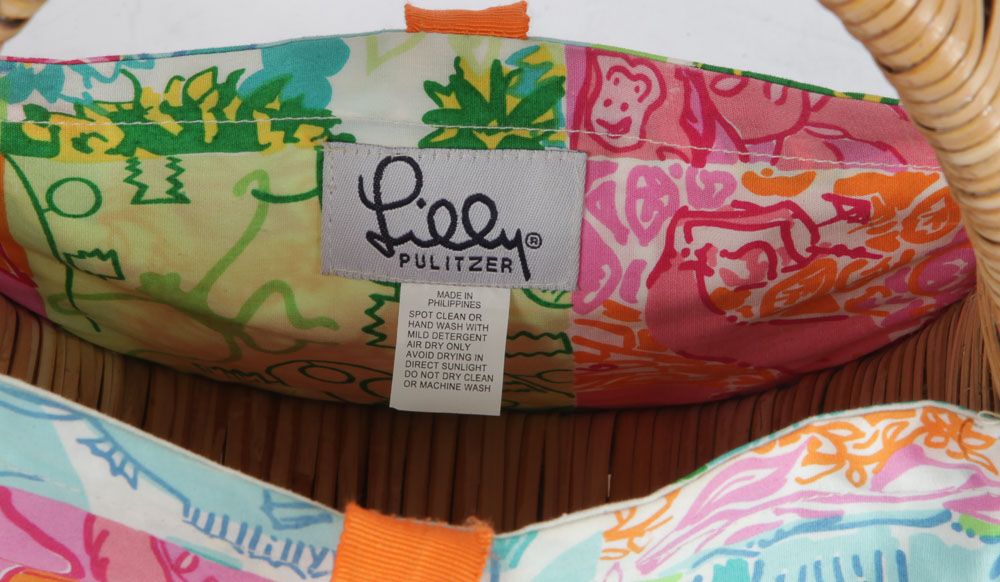 Lilly®
PULITZER
MADE IN
PHILIPPINES
SPOT CLEAN OR
HAND WASH WITH
MILD DETERGENT
AIR DRY ONLY
AVOID DRYING IN
DIRECT SUNLIGHT
DO NOT DRY CLEAN
OR MACHINE WASH